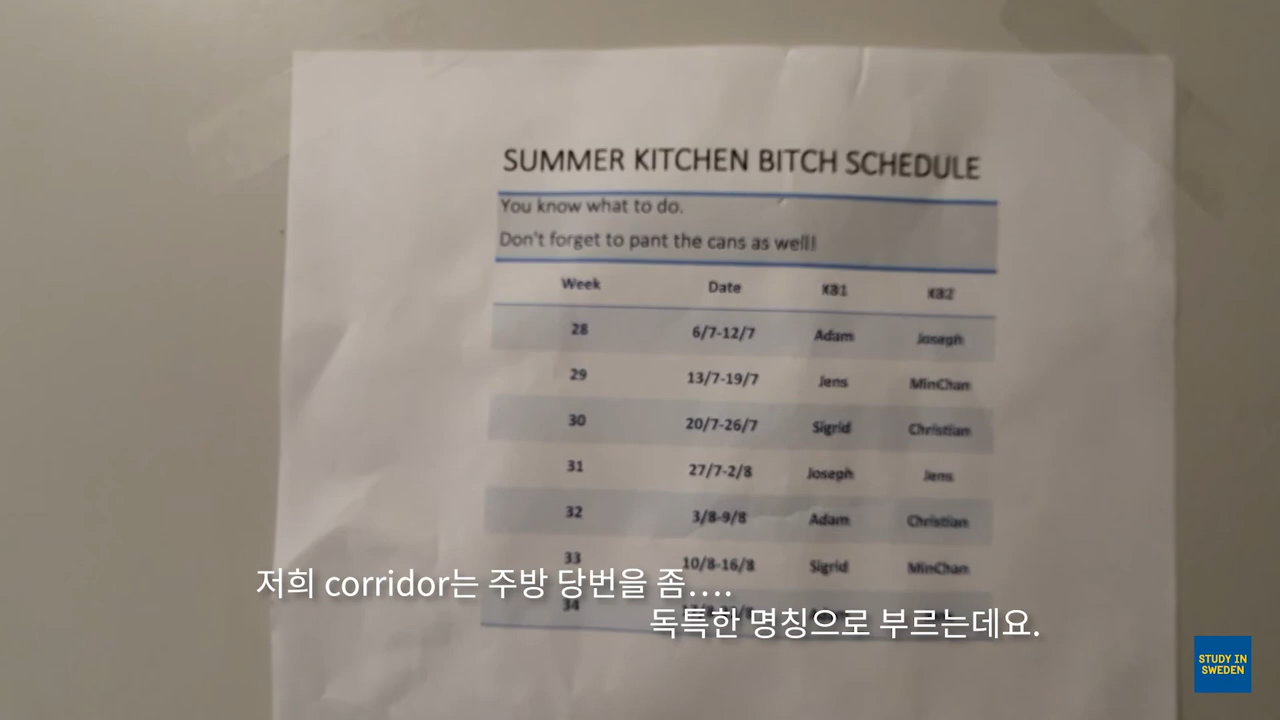 SUMMER KITCHEN BITCH SCHEDULE
You know what to do.
Don't forget to pant the cans as well!
Week Date KB1 KB2
28 6/7-12/7 Adam Joseph
29 13/7-19/7 Jens MinChan
30 20/7-26/7 Sigrid Christian
31 27/7-2/8 Joseph Jens
32 3/8-9/8 Adam Christian
33 10/8-16/8 Sigrid MinChan
34
저희 corridor는 주방 당번을 좀….
독특한 명칭으로 부르는데요.
STUDY IN
SWEDEN